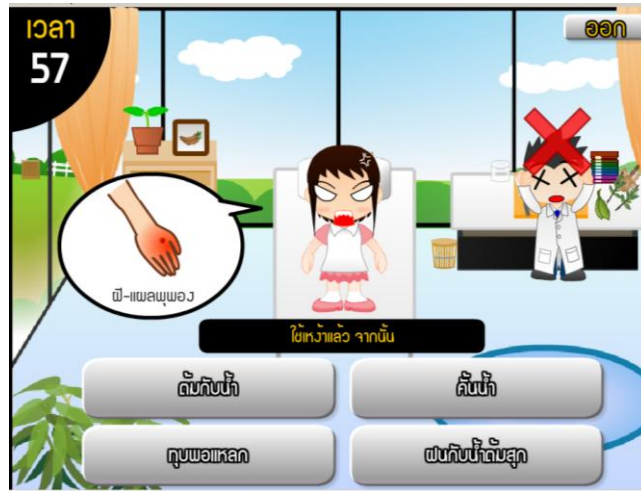 เวลา
57
ออก
ฝี-แผลพุพอง
ใช้เหง้าแล้ว จากนั้น
ต้มกับน้ำ
คั้นน้ำ
ทุบพอแหลก
ฝนกับน้ำต้มสุก